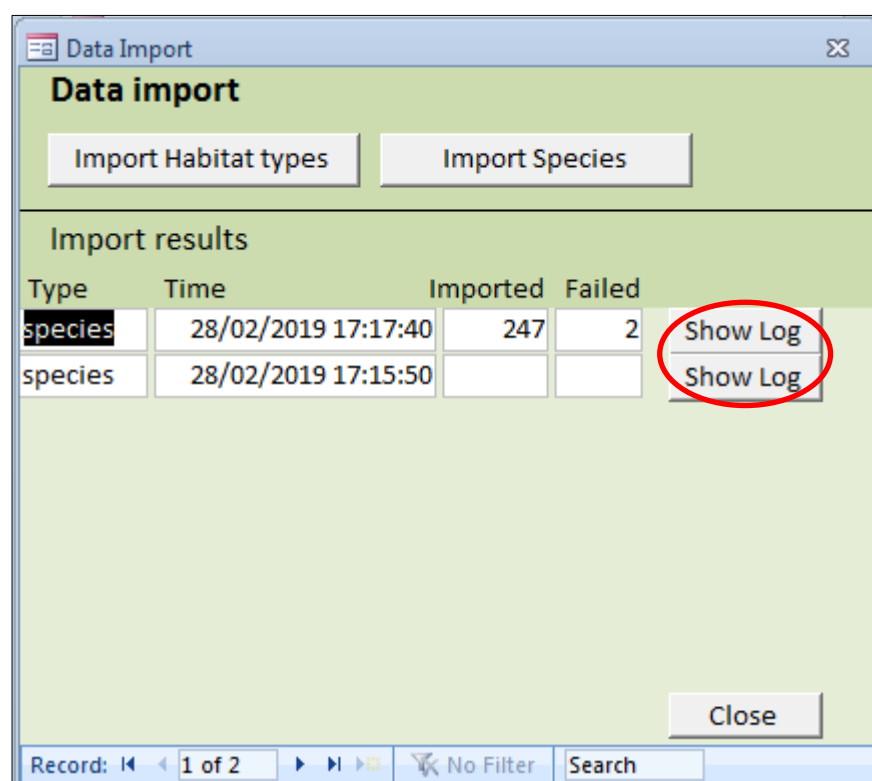 Data Import
Data import
Import Habitat types Import Species
Import results
Type Time Imported Failed
species 28/02/2019 17:17:40 247 2 Show Log
species 28/02/2019 17:15:50 Show Log
Close
Record: 1 of 2 No Filter Search